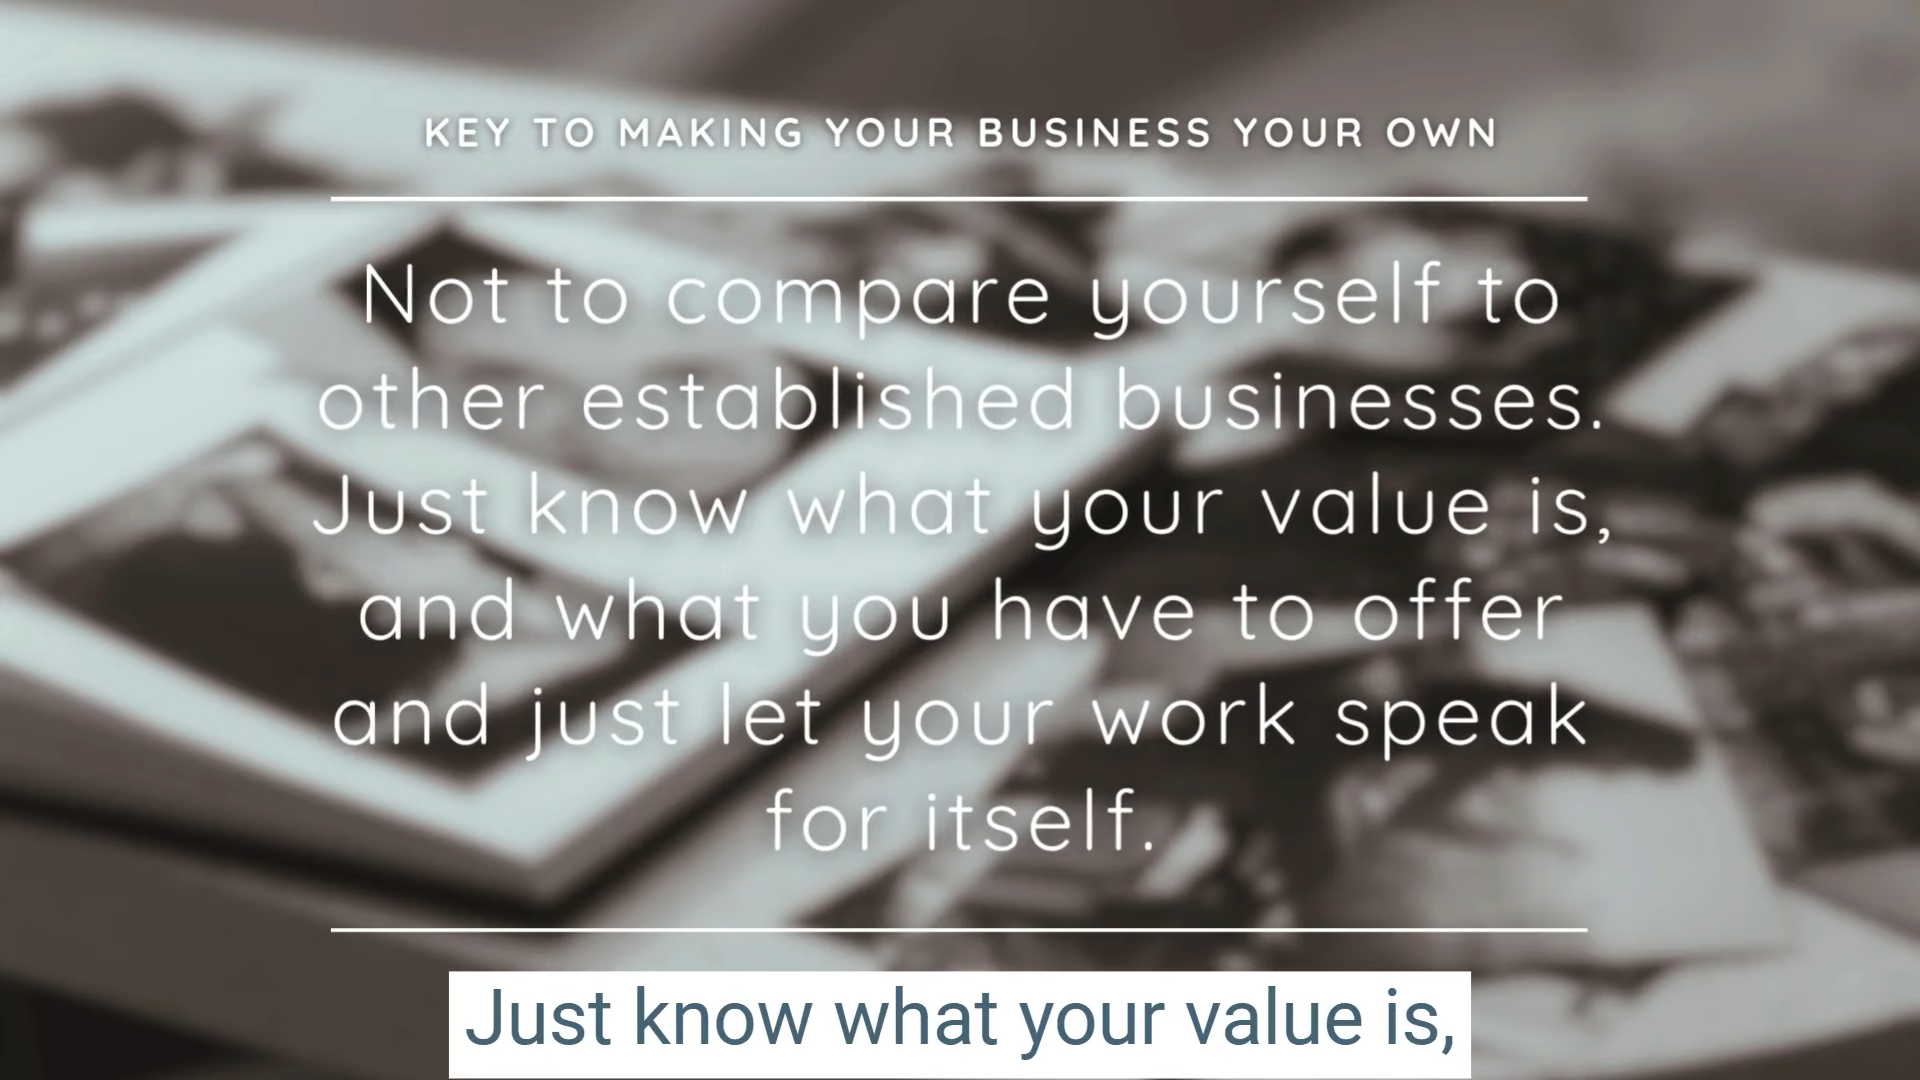 KEY TO MAKING YOUR BUSINESS YOUR OWN
Not to compare yourself to
other established businesses.
Just know what your value is,
and what you have to offer
and just let your work speak
for itself.
Just know what your value is,